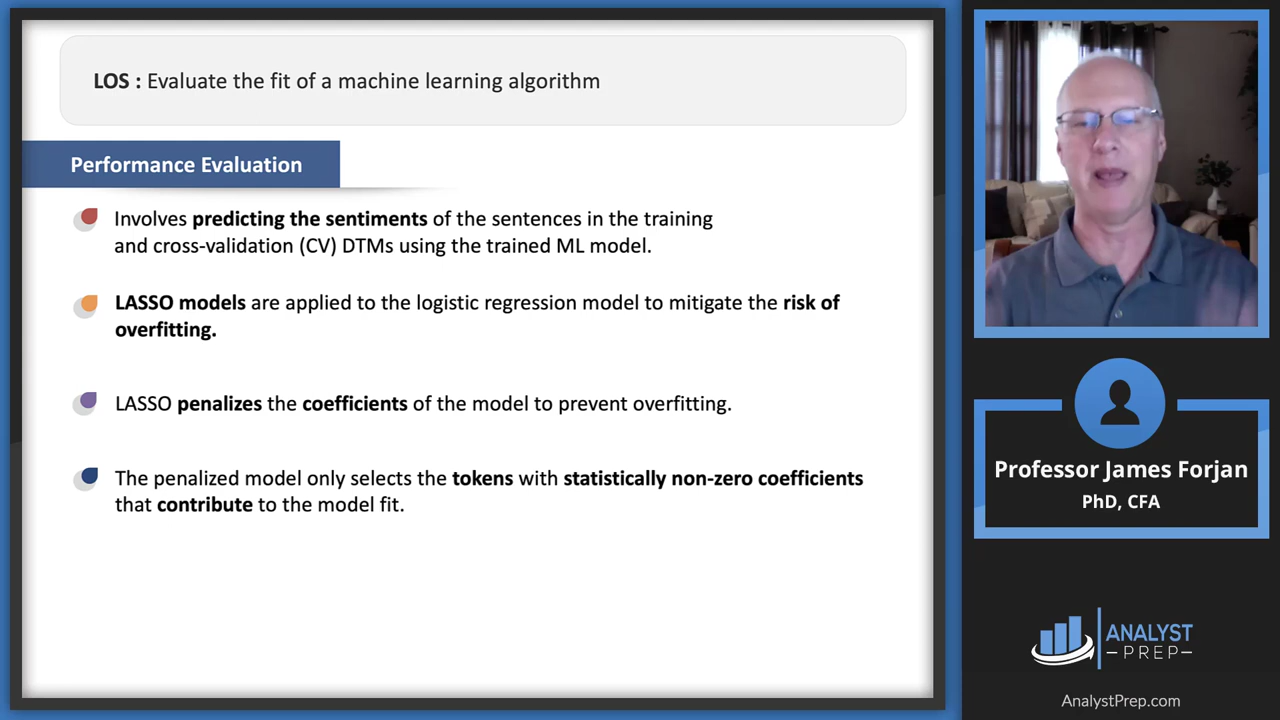 LOS : Evaluate the fit of a machine learning algorithm
Performance Evaluation
Involves predicting the sentiments of the sentences in the training
and cross-validation (CV) DTMs using the trained ML model.
LASSO models are applied to the logistic regression model to mitigate the risk of
overfitting.
LASSO penalizes the coefficients of the model to prevent overfitting.
The penalized model only selects the tokens with statistically non-zero coefficients
that contribute to the model fit.
Professor James Forjan
PhD, CFA
ANALYST
PREP
AnalystPrep.com